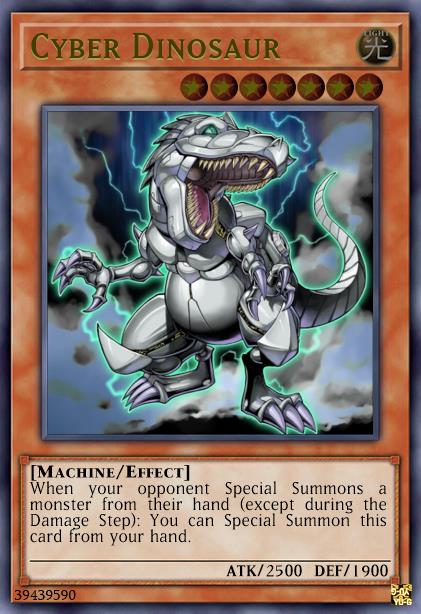 CYBER DINOSAUR
LIGHT
光
[MACHINE/EFFECT]
When your opponent Special Summons a
monster from their hand (except during the
Damage Step): You can Special Summon this
card from your hand.
ATK/2500 DEF/1900
39439590